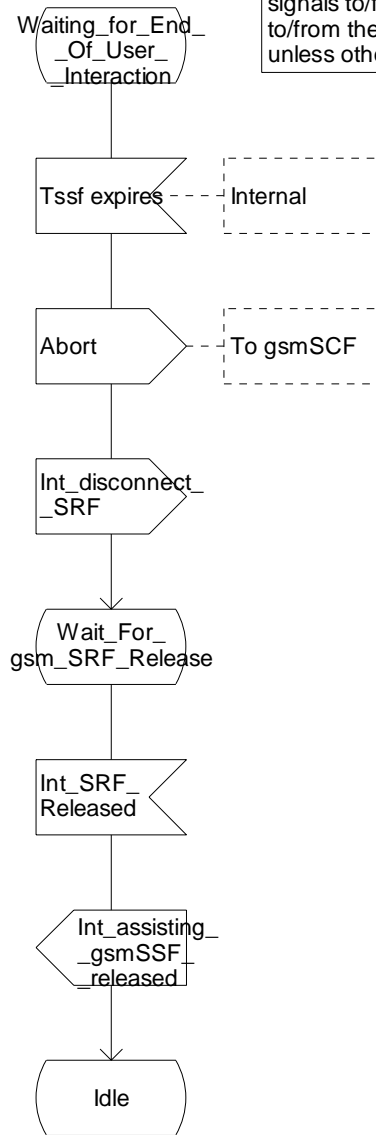 signals to/
to/from the
unless oth
Waiting_for_End_
_Of_User_
_Interaction
Tssf expires
Internal
Abort
To gsmSCF
Int_disconnect_
_SRF
Wait_For_
gsm_SRF_Release
Int_SRF_
Released
Int_assisting_
_gsmSSF_
_released
Idle